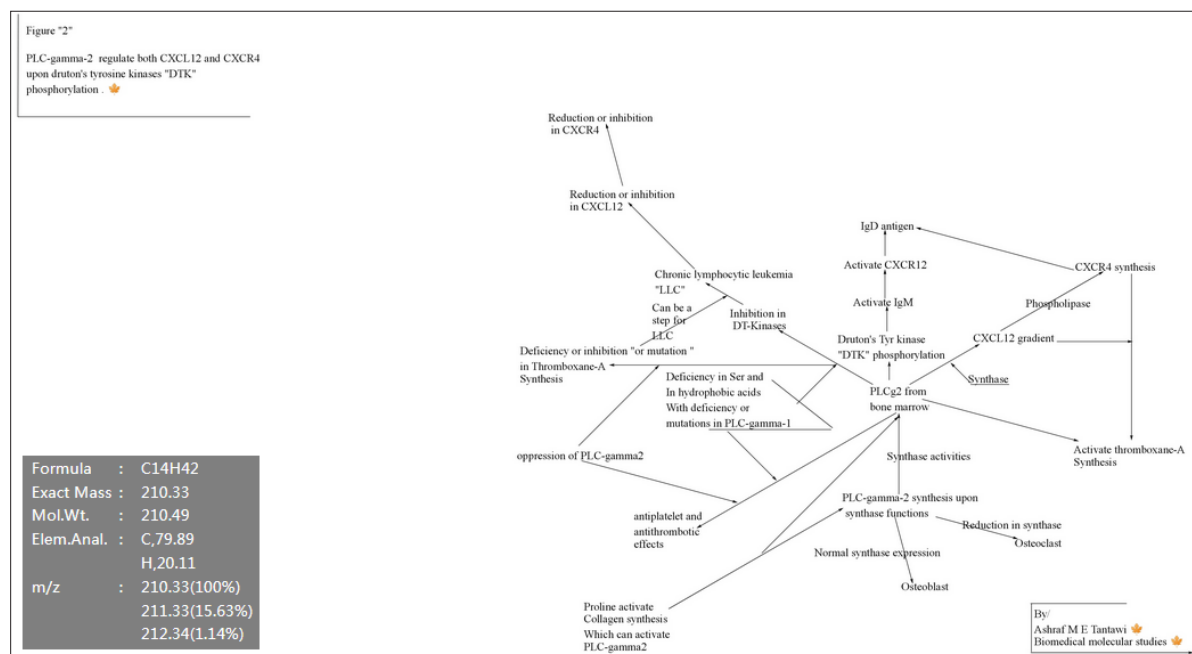 Figure "2"
PLC-gamma-2 regulate both CXCL12 and CXCR4
upon druton's tyrosine kinases "DTK"
phosphorylation .
Reduction or inhibition
in CXCR4
Reduction or inhibition
in CXCL12
IgD antigen
Activate CXCR12
CXCR4 synthesis
Chronic lymphocytic leukemia
"LLC"
Can be a
step for
LLC
Activate IgM
Phospholipase
Inhibition in
DT-Kinases
Druton's Tyr kinase
"DTK" phosphorylation
CXCL12 gradient
Deficiency or inhibition "or mutation "
in Thromboxane-A
Synthesis
Deficiency in Ser and
In hydrophobic acids
With deficiency or
mutations in PLC-gamma-1
PLCg2 from
bone marrow
Synthase
oppression of PLC-gamma2
Synthase activities
Activate thromboxane-A
Synthesis
PLC-gamma-2 synthesis upon
synthase functions
antiplatelet and
antithrombotic
effects
Reduction in synthase
Osteoclast
Normal synthase expression
Osteoblast
Proline activate
Collagen synthesis
Which can activate
PLC-gamma2
Formula : C14H42
Exact Mass : 210.33
Mol.Wt. : 210.49
Elem.Anal. : C,79.89
H,20.11
m/z : 210.33(100%)
211.33(15.63%)
212.34(1.14%)
By/
Ashraf M E Tantawi
Biomedical molecular studies